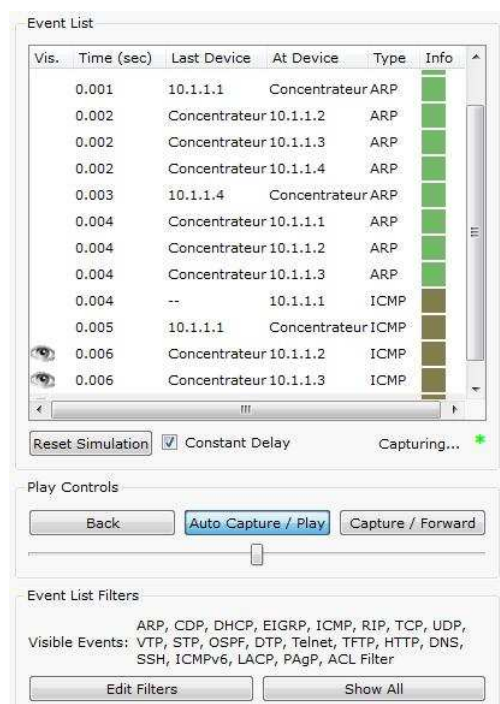 Event List
Vis. Time (sec) Last Device At Device Type Info
0.001 10.1.1.1 Concentrateur ARP
0.002 Concentrateur 10.1.1.2 ARP
0.002 Concentrateur 10.1.1.3 ARP
0.002 Concentrateur 10.1.1.4 ARP
0.003 10.1.1.4 Concentrateur ARP
0.004 Concentrateur 10.1.1.1 ARP
0.004 Concentrateur 10.1.1.2 ARP
0.004 Concentrateur 10.1.1.3 ARP
0.004 -- 10.1.1.1 ICMP
0.005 10.1.1.1 Concentrateur ICMP
0.006 Concentrateur 10.1.1.2 ICMP
0.006 Concentrateur 10.1.1.3 ICMP
Reset Simulation Constant Delay Capturing... *
Play Controls
Back Auto Capture / Play Capture / Forward
Event List Filters
Visible Events: ARP, CDP, DHCP, EIGRP, ICMP, RIP, TCP, UDP,
VTP, STP, OSPF, DTP, Telnet, TFTP, HTTP, DNS,
SSH, ICMPv6, LACP, PAgP, ACL Filter
Edit Filters Show All